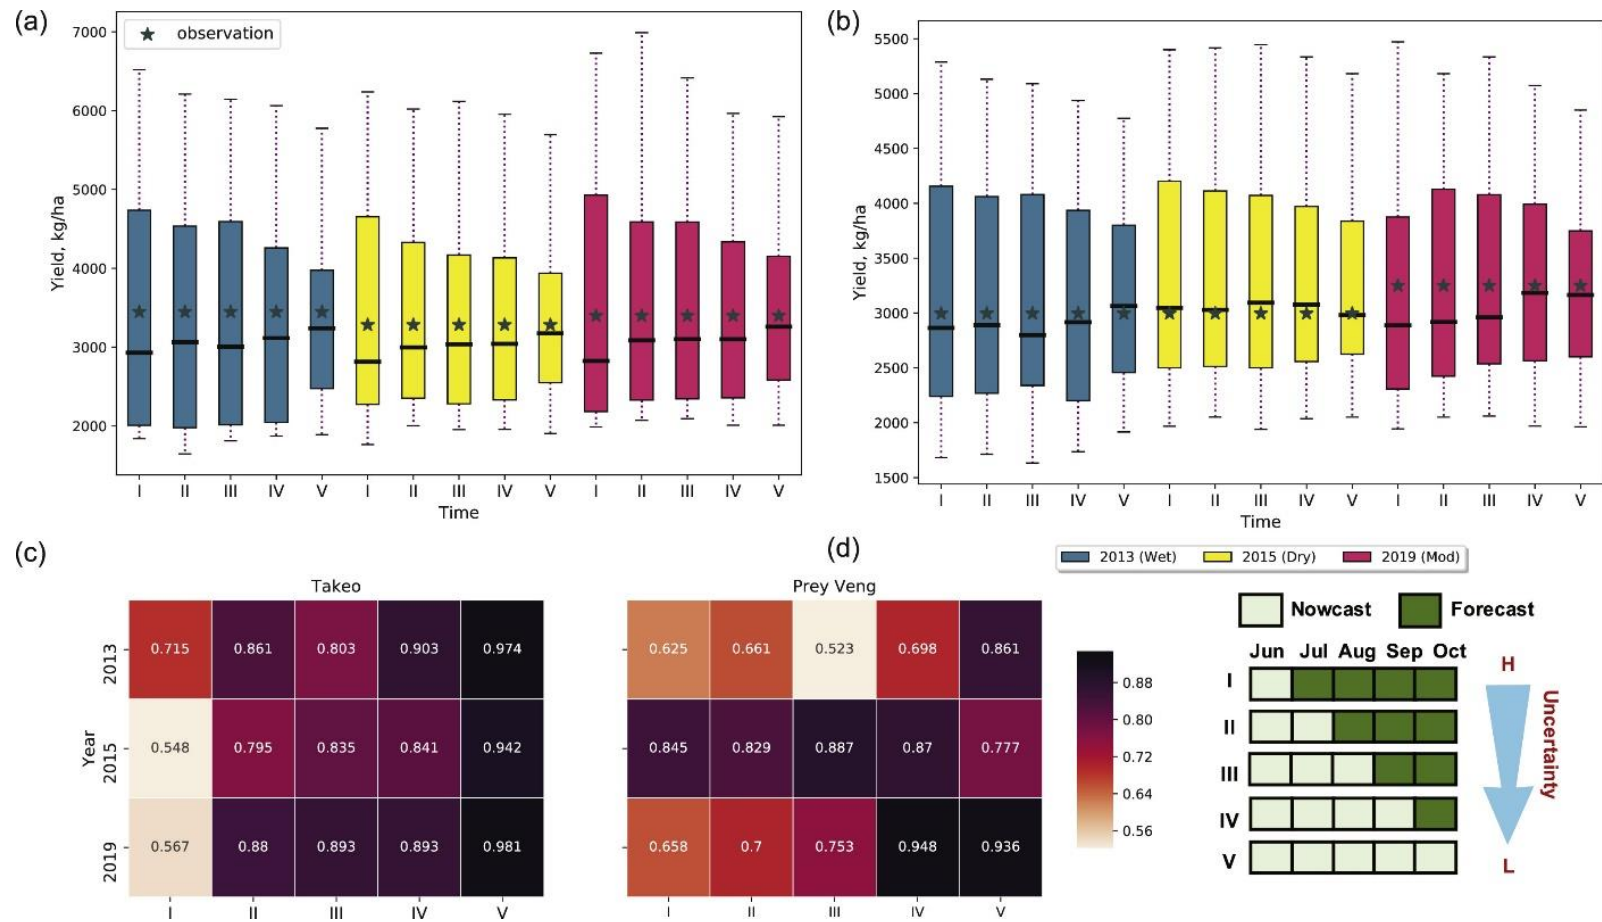 (a)
observation
Yield, kg/ha
7000
6000
5000
4000
3000
2000
I II III IV V I II III IV V I II III IV V
Time
(b)
Yield, kg/ha
5500
5000
4500
4000
3500
3000
2500
2000
1500
I II III IV V I II III IV V I II III IV V
Time
2013 (Wet) 2015 (Dry) 2019 (Mod)
(c)
Takeo
Year
2013
0.715 0.861 0.803 0.903 0.974
2015
0.548 0.795 0.835 0.841 0.942
2019
0.567 0.88 0.893 0.893 0.981
I II III IV V
Prey Veng
0.625 0.661 0.523 0.698 0.861
0.845 0.829 0.887 0.87 0.777
0.658 0.7 0.753 0.948 0.936
I II III IV V
0.88
0.80
0.72
0.64
0.56
(d)
Nowcast Forecast
Jun Jul Aug Sep Oct
I
II
III
IV
V
H
Uncertainty
L